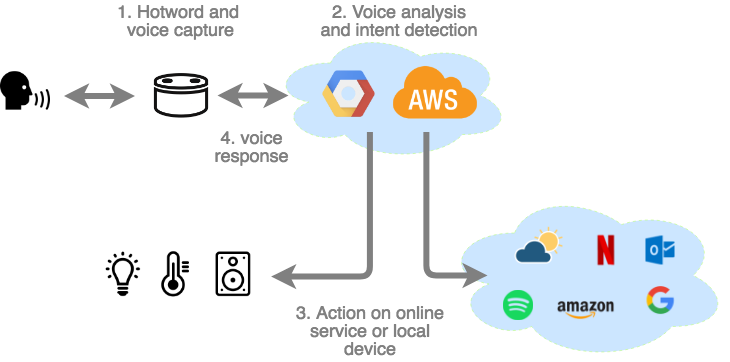 1. Hotword and
voice capture
2. Voice analysis
and intent detection
AWS
4. voice
response
3. Action on online
service or local
device
N
amazon
G